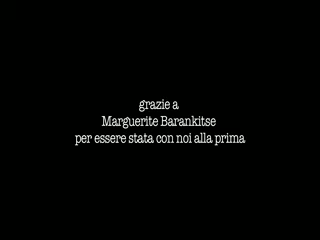 grazie a
Marguerite Barankitse
per essere stata con noi alla prima